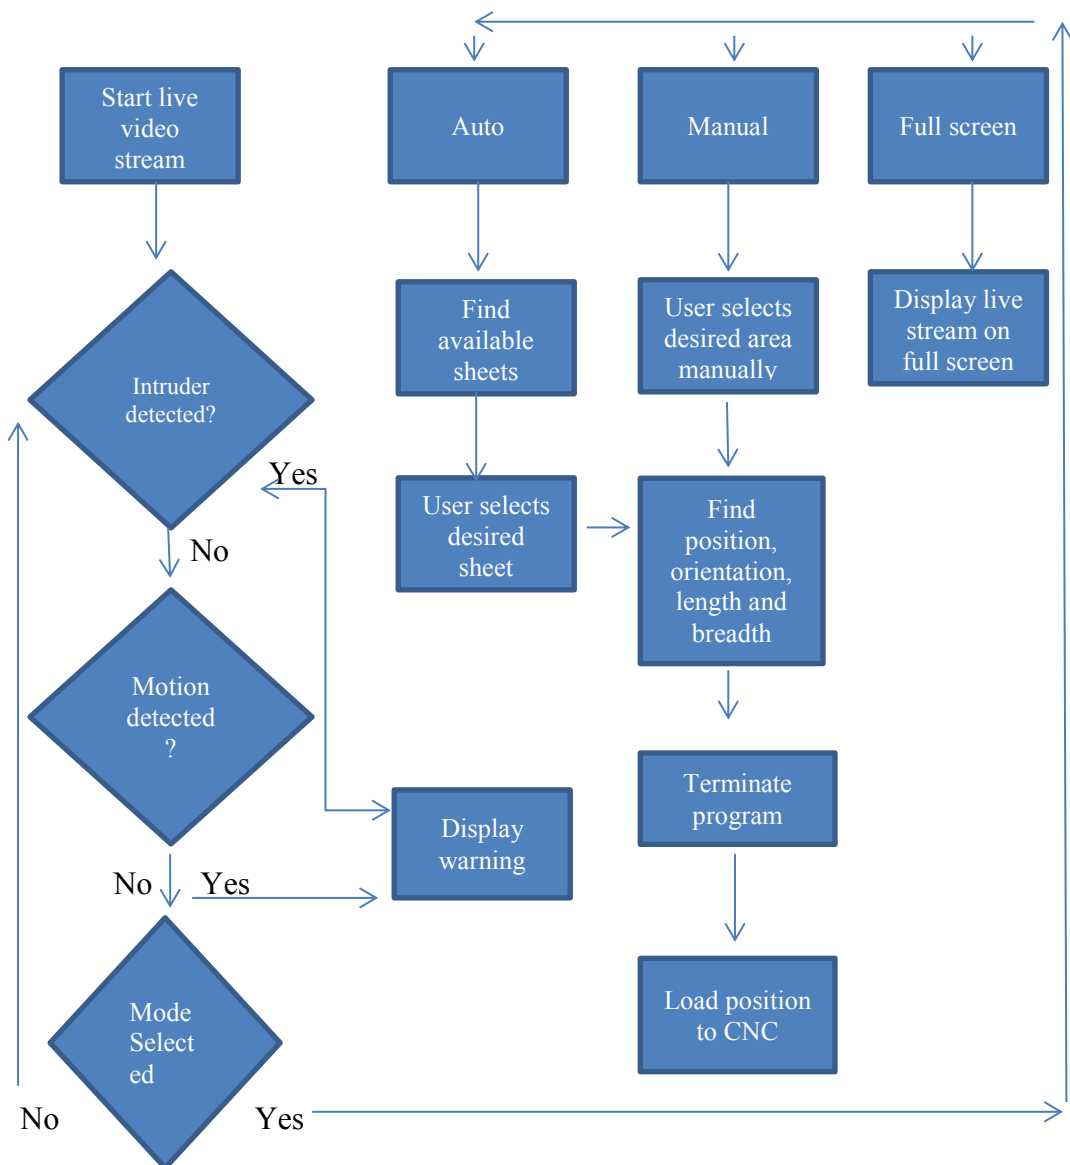 Start live
video
stream
Auto
Manual
Full screen
Intruder
detected?
Find
available
sheets
User selects
desired area
manually
Display live
stream on
full screen
Yes
No
User selects
desired
sheet
Find
position,
orientation,
length and
breadth
Motion
detected
?
Display
warning
Terminate
program
No
Yes
Mode
Select
ed
Load position
to CNC
No
Yes